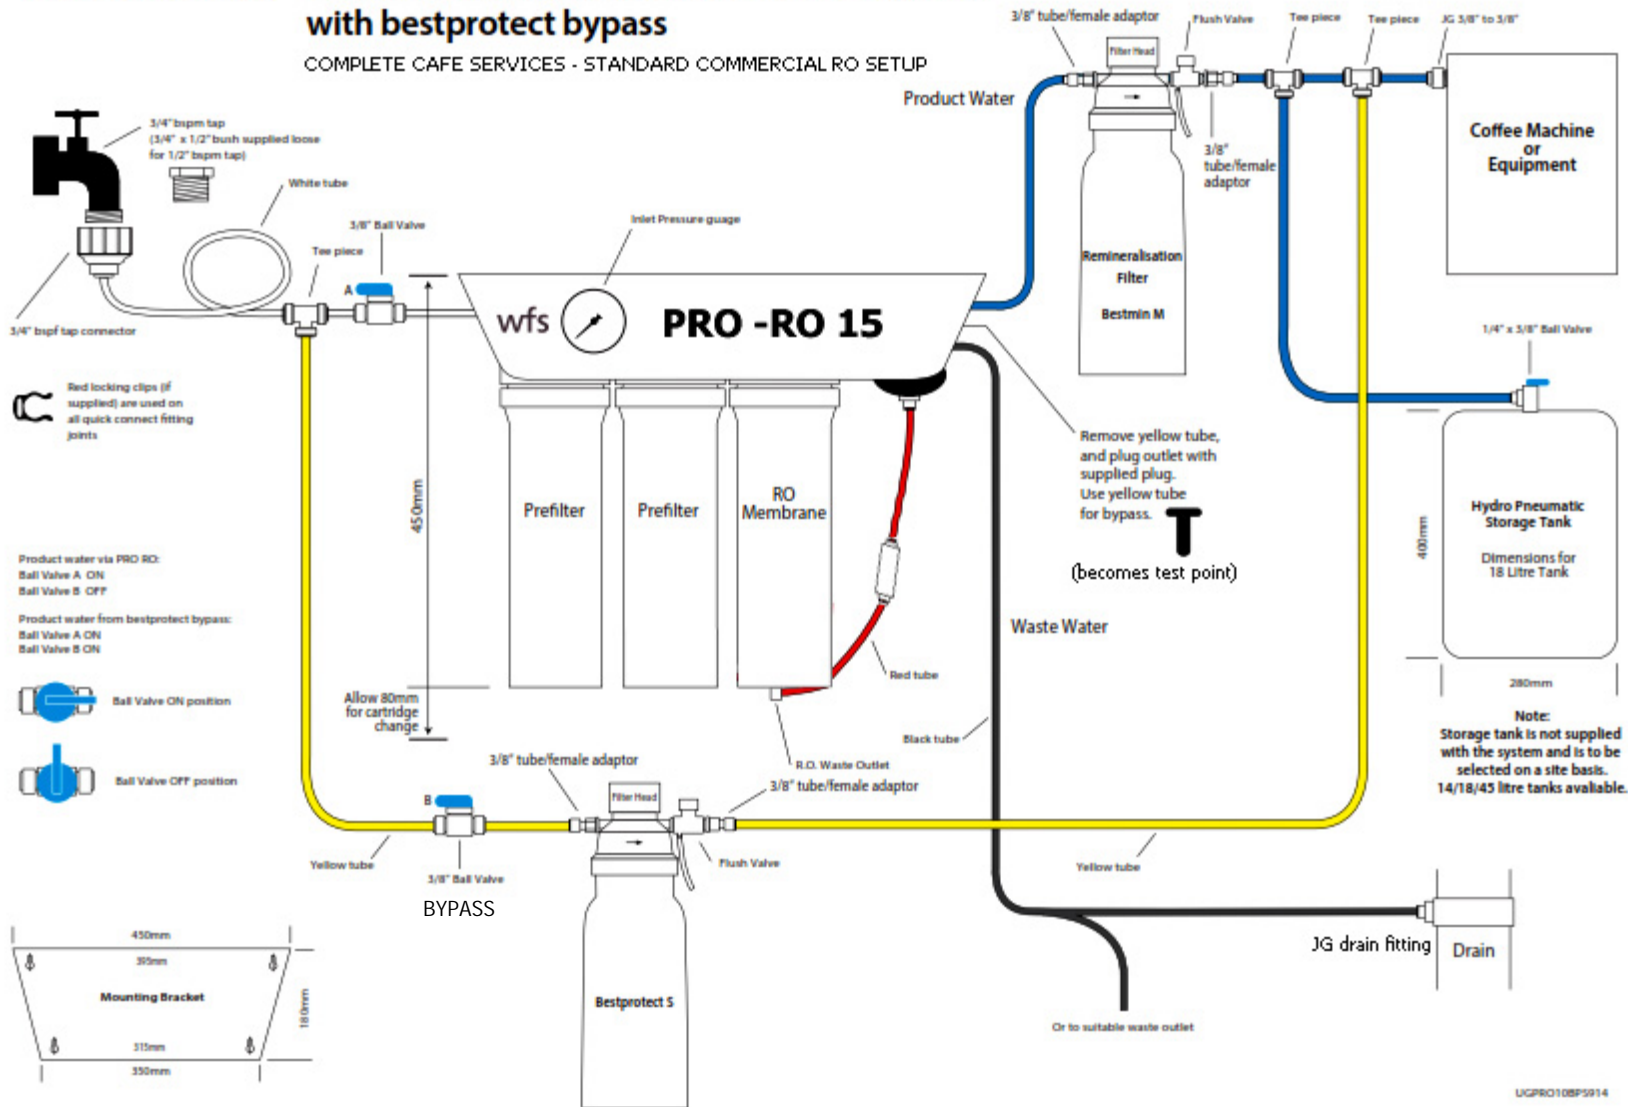 with bestprotect bypass
COMPLETE CAFE SERVICES - STANDARD COMMERCIAL RO SETUP
3/8" tube/female adaptor
Flush Valve
Tee piece
Tee piece
JG 3/8" to 3/8"
Filter Head
Product Water
3/8"
tube/female
adaptor
Coffee Machine
or
Equipment
3/4" bspm tap
(3/4" x 1/2" bush supplied loose
for 1/2" bspm tap)
White tube
3/8" Ball Valve
Tee piece
A
Inlet Pressure guage
3/4" bspf tap connector
wfs
PRO -RO 15
Remineralisation
Filter
Bestmin M
1/4" x 3/8" Ball Valve
Red locking clips (if
supplied) are used on
all quick connect fitting
joints
450mm
Prefilter
Prefilter
RO
Membrane
Remove yellow tube,
and plug outlet with
supplied plug.
Use yellow tube
for bypass.
(becomes test point)
400mm
Hydro Pneumatic
Storage Tank
Dimensions for
18 Litre Tank
280mm
Product water via PRO RO:
Ball Valve A ON
Ball Valve B OFF
Product water from bestprotect bypass:
Ball Valve A ON
Ball Valve B ON
Ball Valve ON position
Ball Valve OFF position
Waste Water
Red tube
Allow 80mm
for cartridge
change
Black tube
R.O. Waste Outlet
Note:
Storage tank is not supplied
with the system and is to be
selected on a site basis.
14/18/45 litre tanks avaliable.
3/8" tube/female adaptor
3/8" tube/female adaptor
B
Filter Head
Yellow tube
3/8" Ball Valve
BYPASS
Flush Valve
Yellow tube
Bestprotect S
JG drain fitting
Drain
Or to suitable waste outlet
450mm
395mm
Mounting Bracket
180mm
315mm
350mm
UGPRO10BPS914